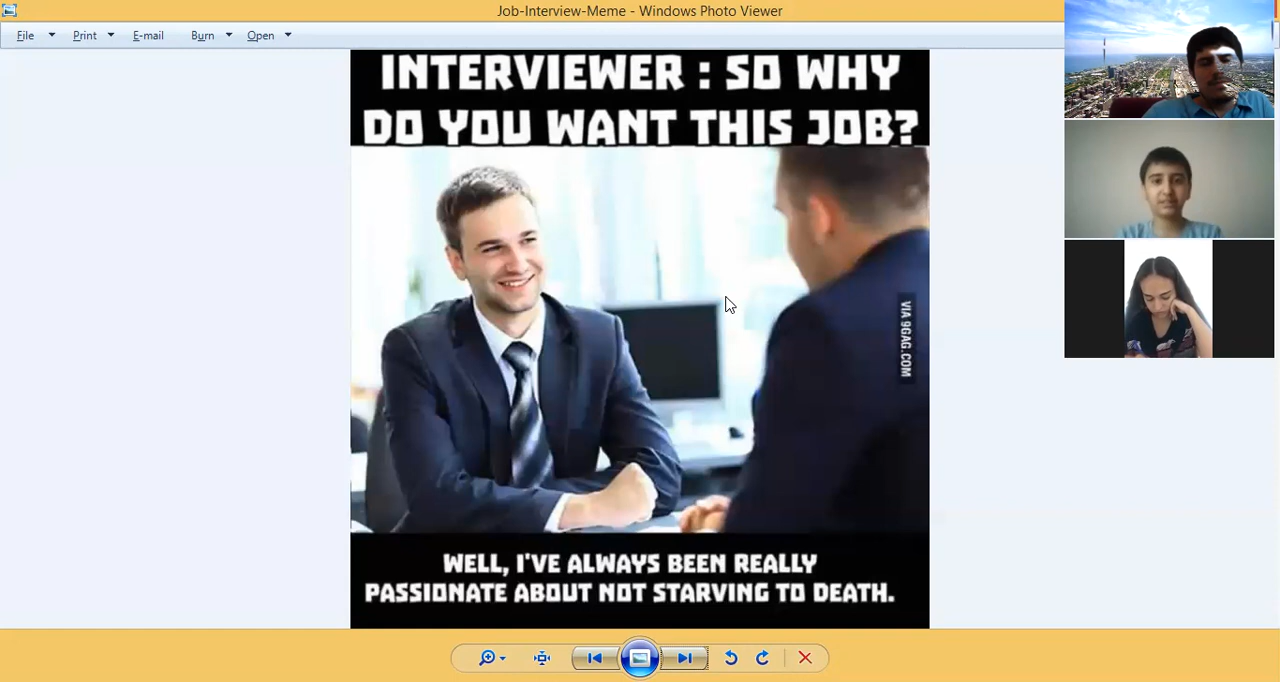 Job-Interview-Meme - Windows Photo Viewer
File Print E-mail Burn Open
INTERVIEWER : SO WHY
DO YOU WANT THIS JOB?
VIA 9GAG.COM
WELL, I'VE ALWAYS BEEN REALLY
PASSIONATE ABOUT NOT STARVING TO DEATH.